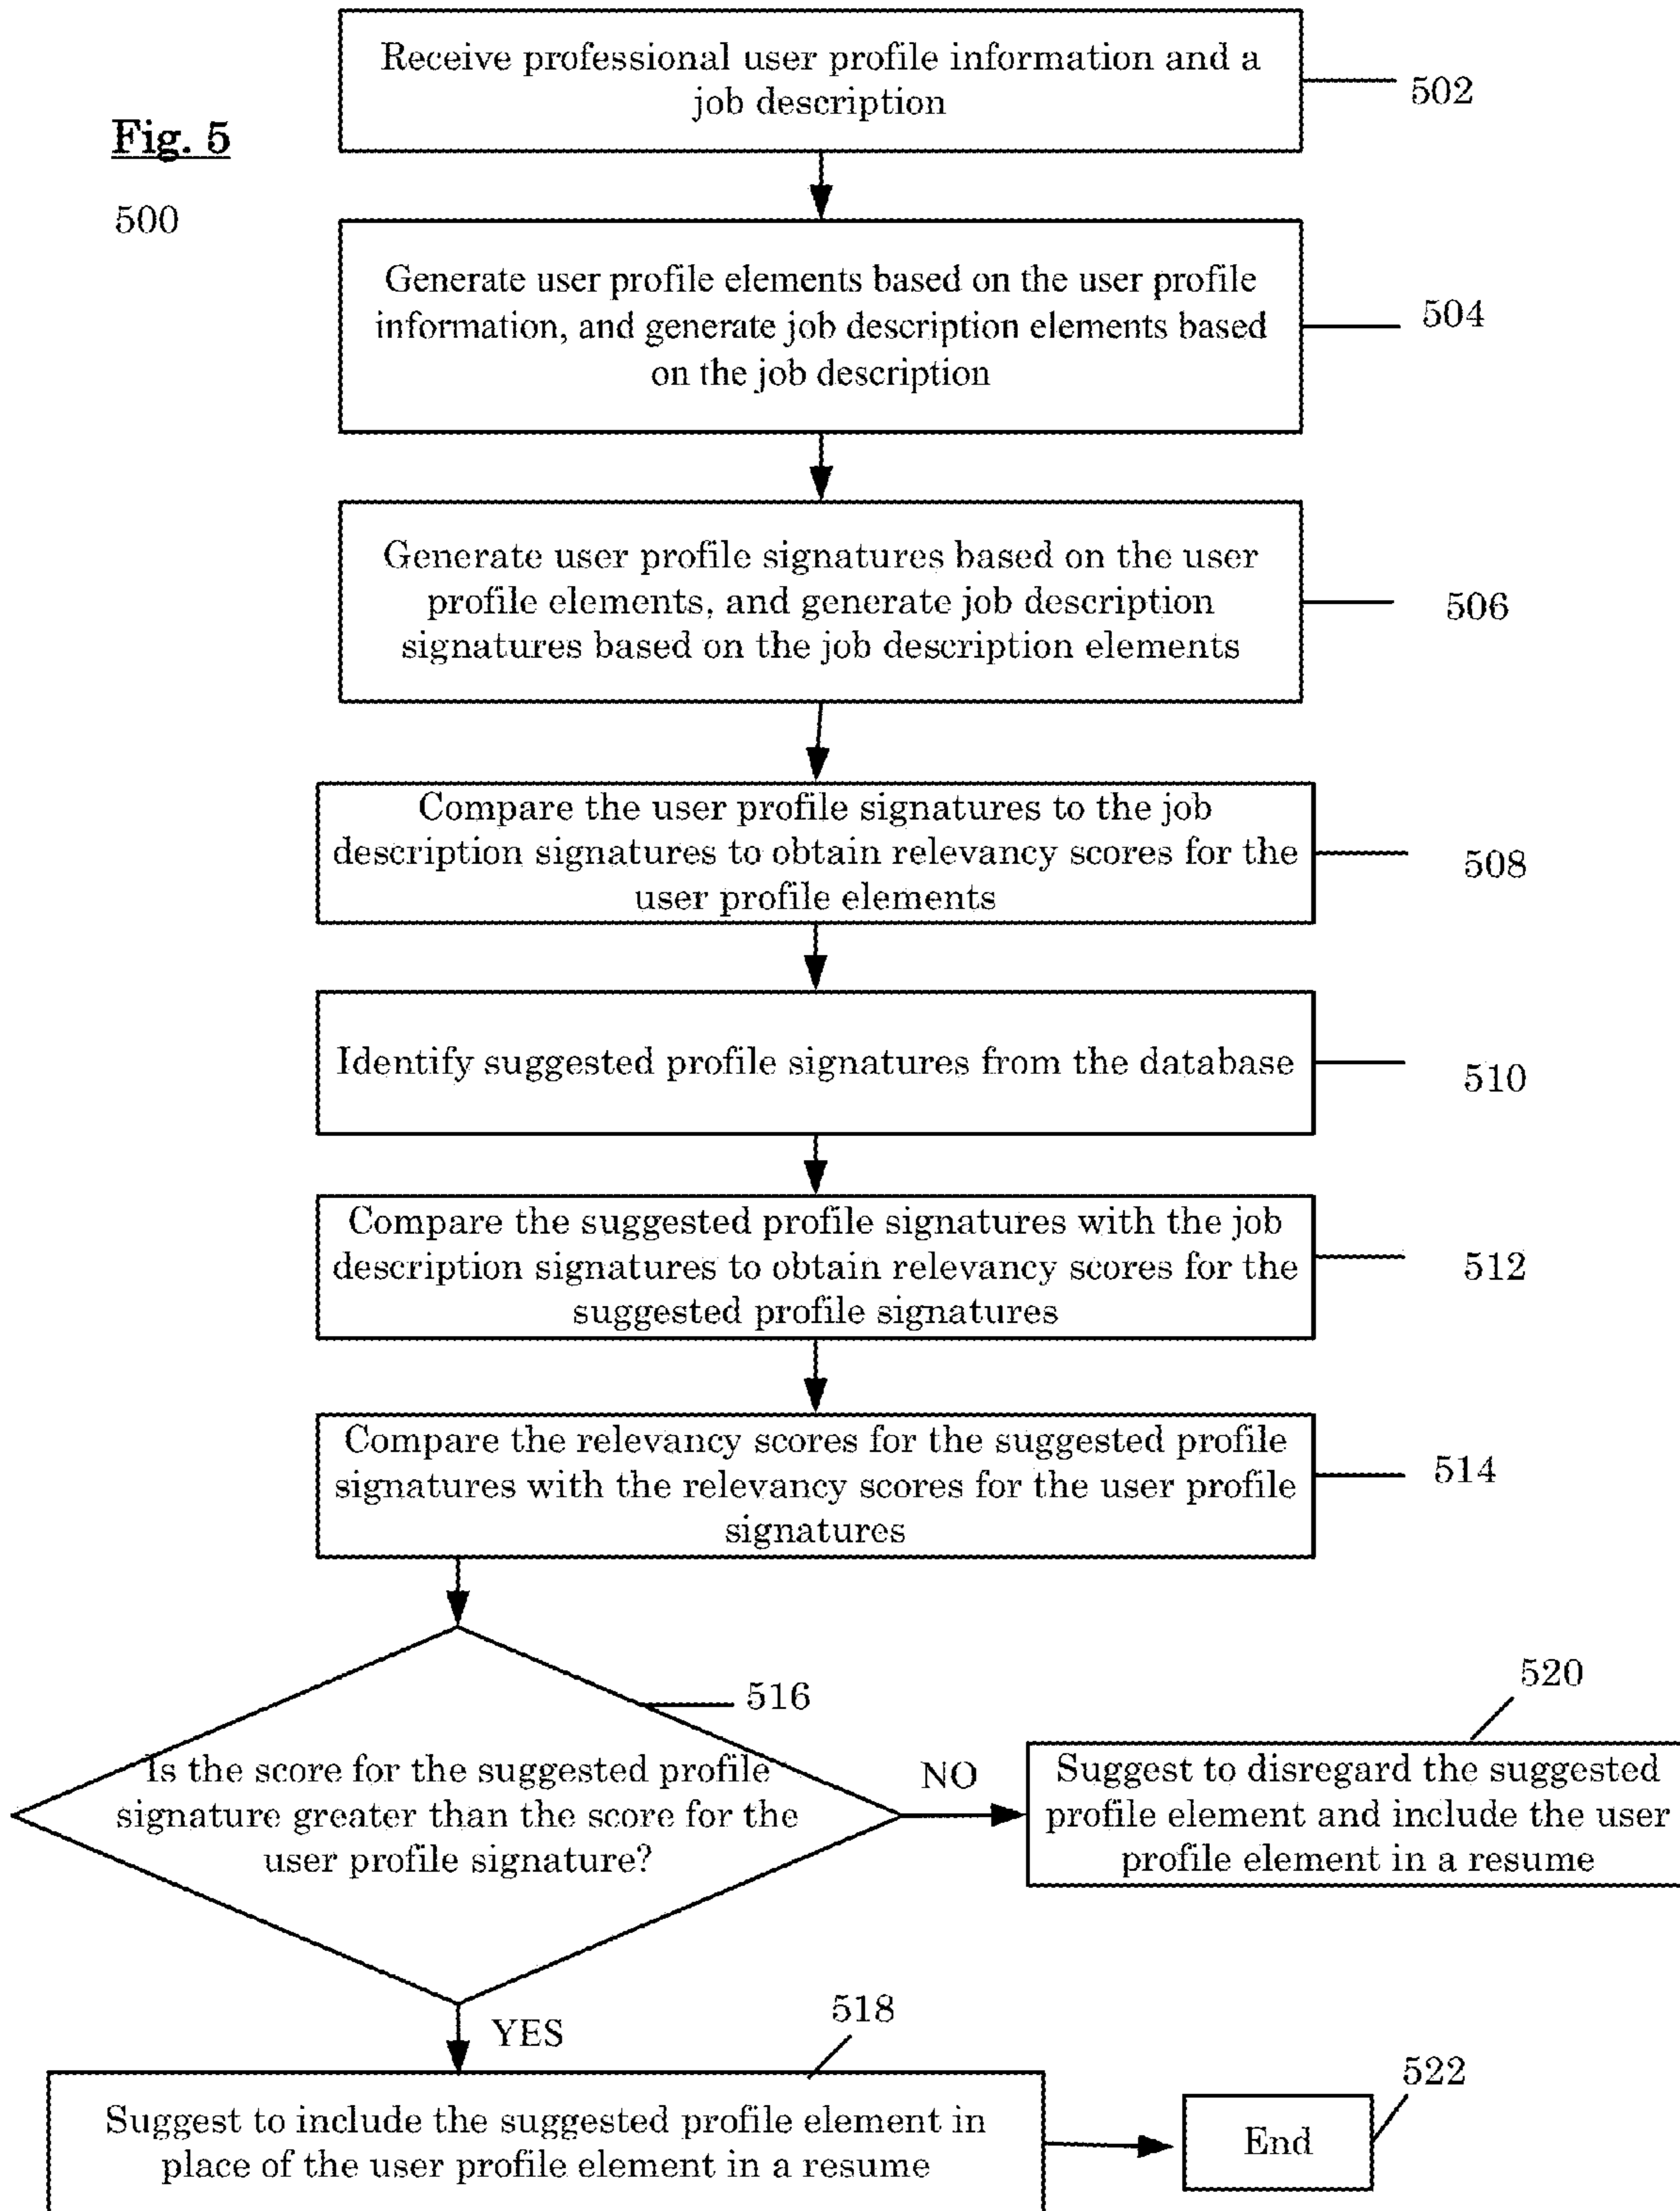 Receive professional user profile information and a
job description
502
Fig. 5
500
Generate user profile elements based on the user profile
information, and generate job description elements based
on the job description
504
Generate user profile signatures based on the user
profile elements, and generate job description
signatures based on the job description elements
506
Compare the user profile signatures to the job
description signatures to obtain relevancy scores for the
user profile elements
508
Identify suggested profile signatures from the database
510
Compare the suggested profile signatures with the job
description signatures to obtain relevancy scores for the
suggested profile signatures
512
Compare the relevancy scores for the suggested profile
signatures with the relevancy scores for the user profile
signatures
514
516
Is the score for the suggested profile
signature greater than the score for the
user profile signature?
NO
520
Suggest to disregard the suggested
profile element and include the user
profile element in a resume
YES
518
Suggest to include the suggested profile element in
place of the user profile element in a resume
522
End